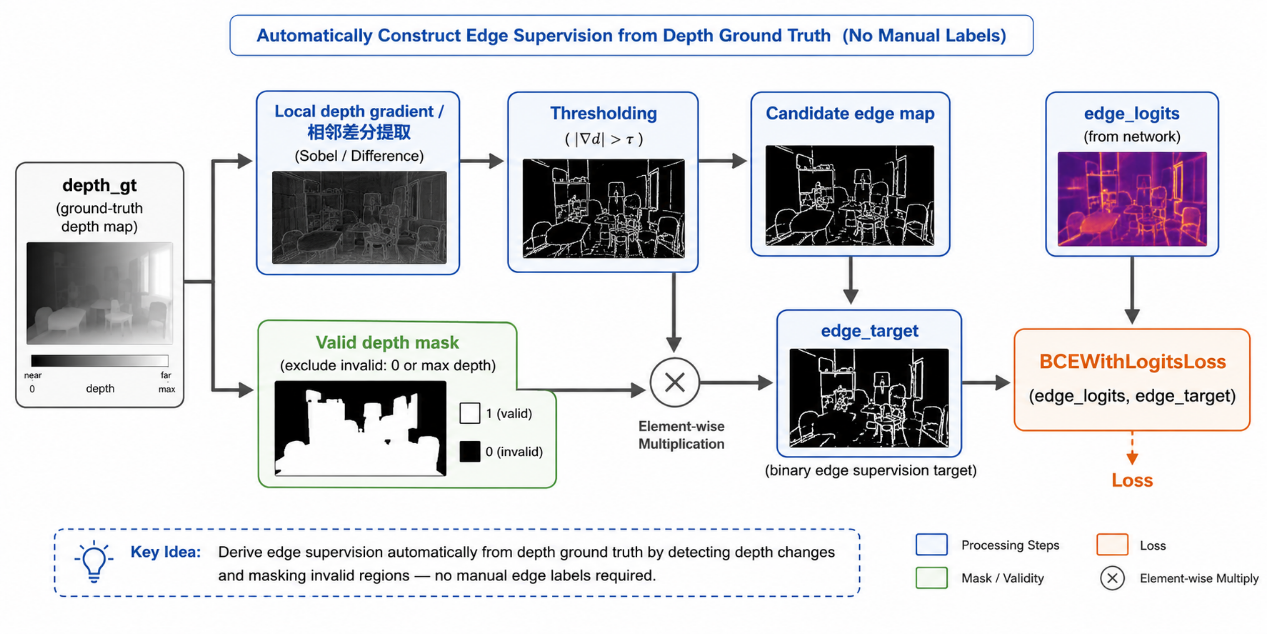 Automatically Construct Edge Supervision from Depth Ground Truth (No Manual Labels)
depth_gt
(ground-truth
depth map)
near
far
0
depth
max
Local depth gradient /
相邻差分提取
(Sobel / Difference)
Thresholding
( |∇d| > τ )
Candidate edge map
edge_logits
(from network)
Valid depth mask
(exclude invalid: 0 or max depth)
1 (valid)
0 (invalid)
Element-wise
Multiplication
edge_target
(binary edge supervision target)
BCEWithLogitsLoss
(edge_logits, edge_target)
Loss
Key Idea: Derive edge supervision automatically from depth ground truth by detecting depth changes
and masking invalid regions — no manual edge labels required.
Processing Steps
Loss
Mask / Validity
Element-wise Multiply